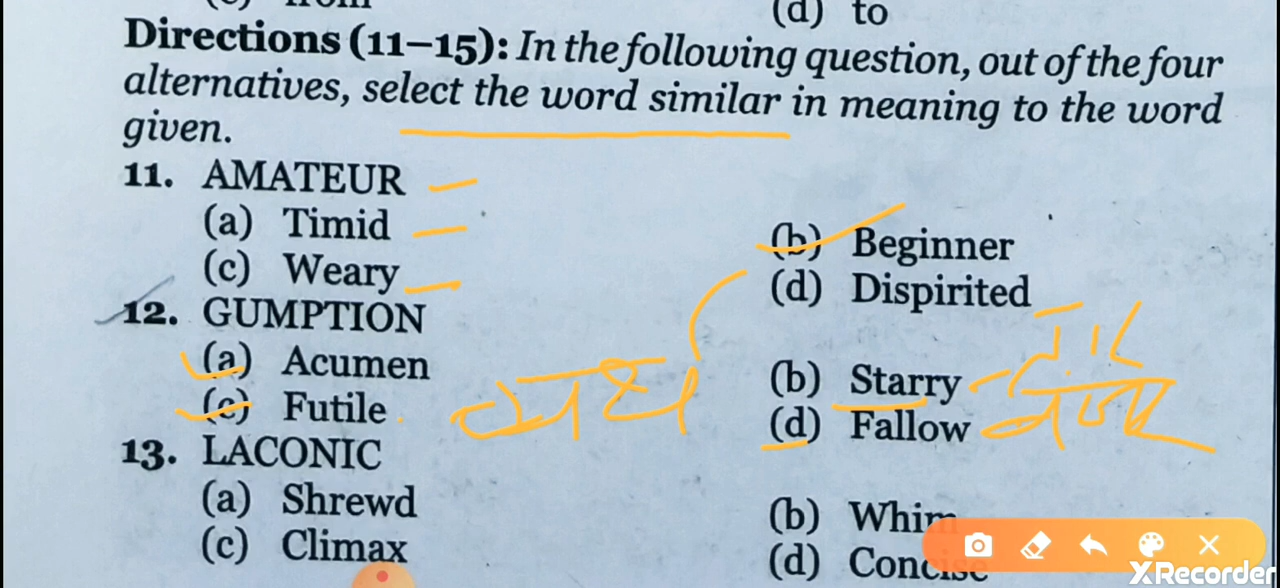 (d) to
Directions (11–15): In the following question, out of the four
alternatives, select the word similar in meaning to the word
given.
11. AMATEUR
(a) Timid (b) Beginner
(c) Weary (d) Dispirited
12. GUMPTION
(a) Acumen (b) Starry
(c) Futile (d) Fallow
13. LACONIC
(a) Shrewd (b) Whim
(c) Climax (d) Concise
XRecorder